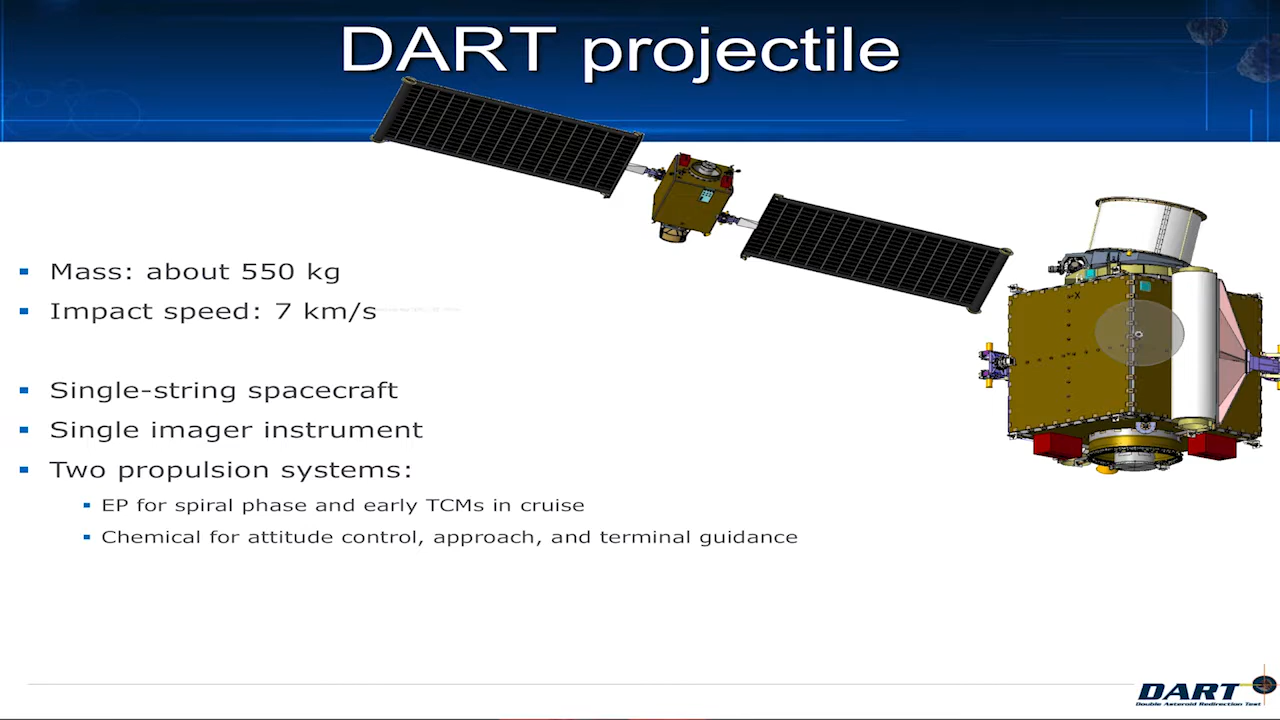 DART projectile
Mass: about 550 kg
Impact speed: 7 km/s
Single-string spacecraft
Single imager instrument
Two propulsion systems:
EP for spiral phase and early TCMs in cruise
Chemical for attitude control, approach, and terminal guidance
-X
DART
Double Asteroid Redirection Test